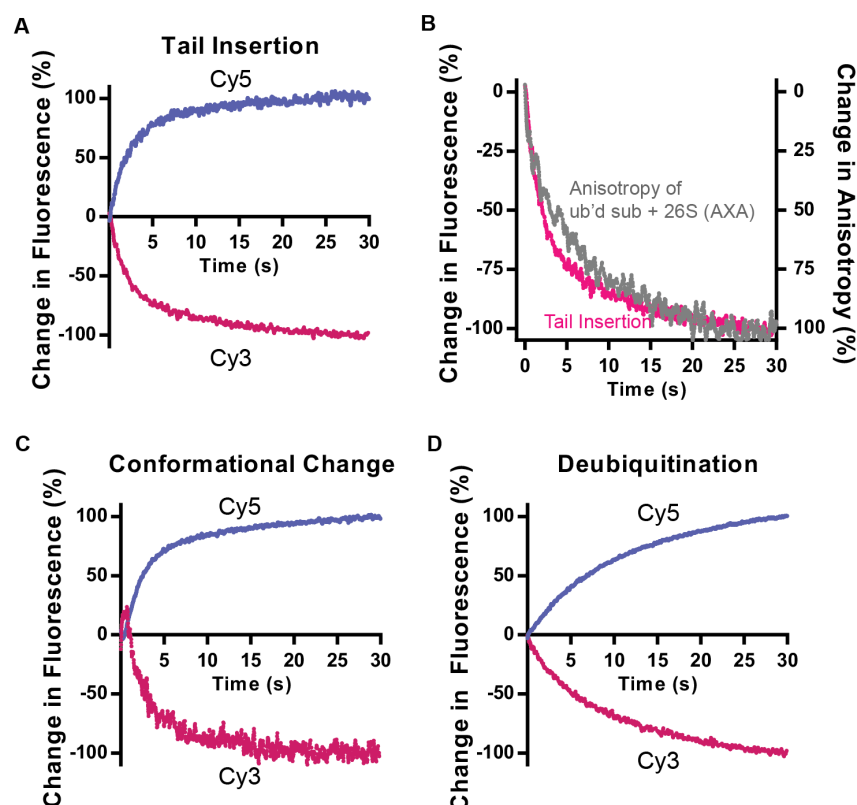 A
Tail Insertion
Change in Fluorescence (%)
Cy5
100
50
0
-50
-100
5 10 15 20 25 30
Time (s)
Cy3
B
Change in Fluorescence (%)
0
-25
-50
-75
-100
Anisotropy of
ub'd sub + 26S (AXA)
Tail Insertion
0
25
50
75
100
Change in Anisotropy (%)
0 5 10 15 20 25 30
Time (s)
C
Conformational Change
Change in Fluorescence (%)
Cy5
100
50
0
-50
-100
5 10 15 20 25 30
Time (s)
Cy3
D
Deubiquitination
Change in Fluorescence (%)
Cy5
100
50
0
-50
-100
5 10 15 20 25 30
Time (s)
Cy3